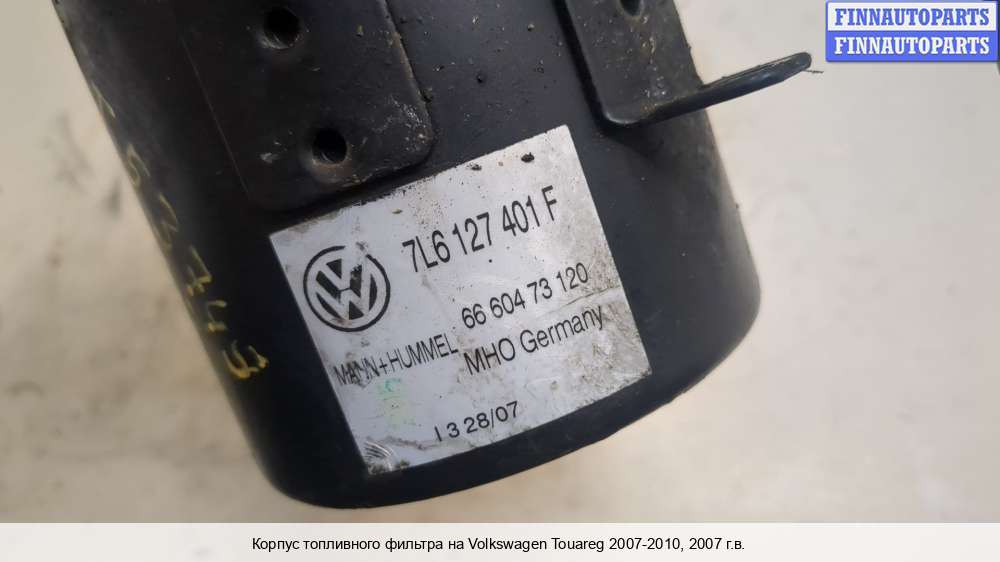 FINNAUTOPARTS
FINNAUTOPARTS
7L6 127 401 F
66 604 73 120
MANN+HUMMEL MHO Germany
I 3 28/07
Корпус топливного фильтра на Volkswagen Touareg 2007-2010, 2007 г.в.